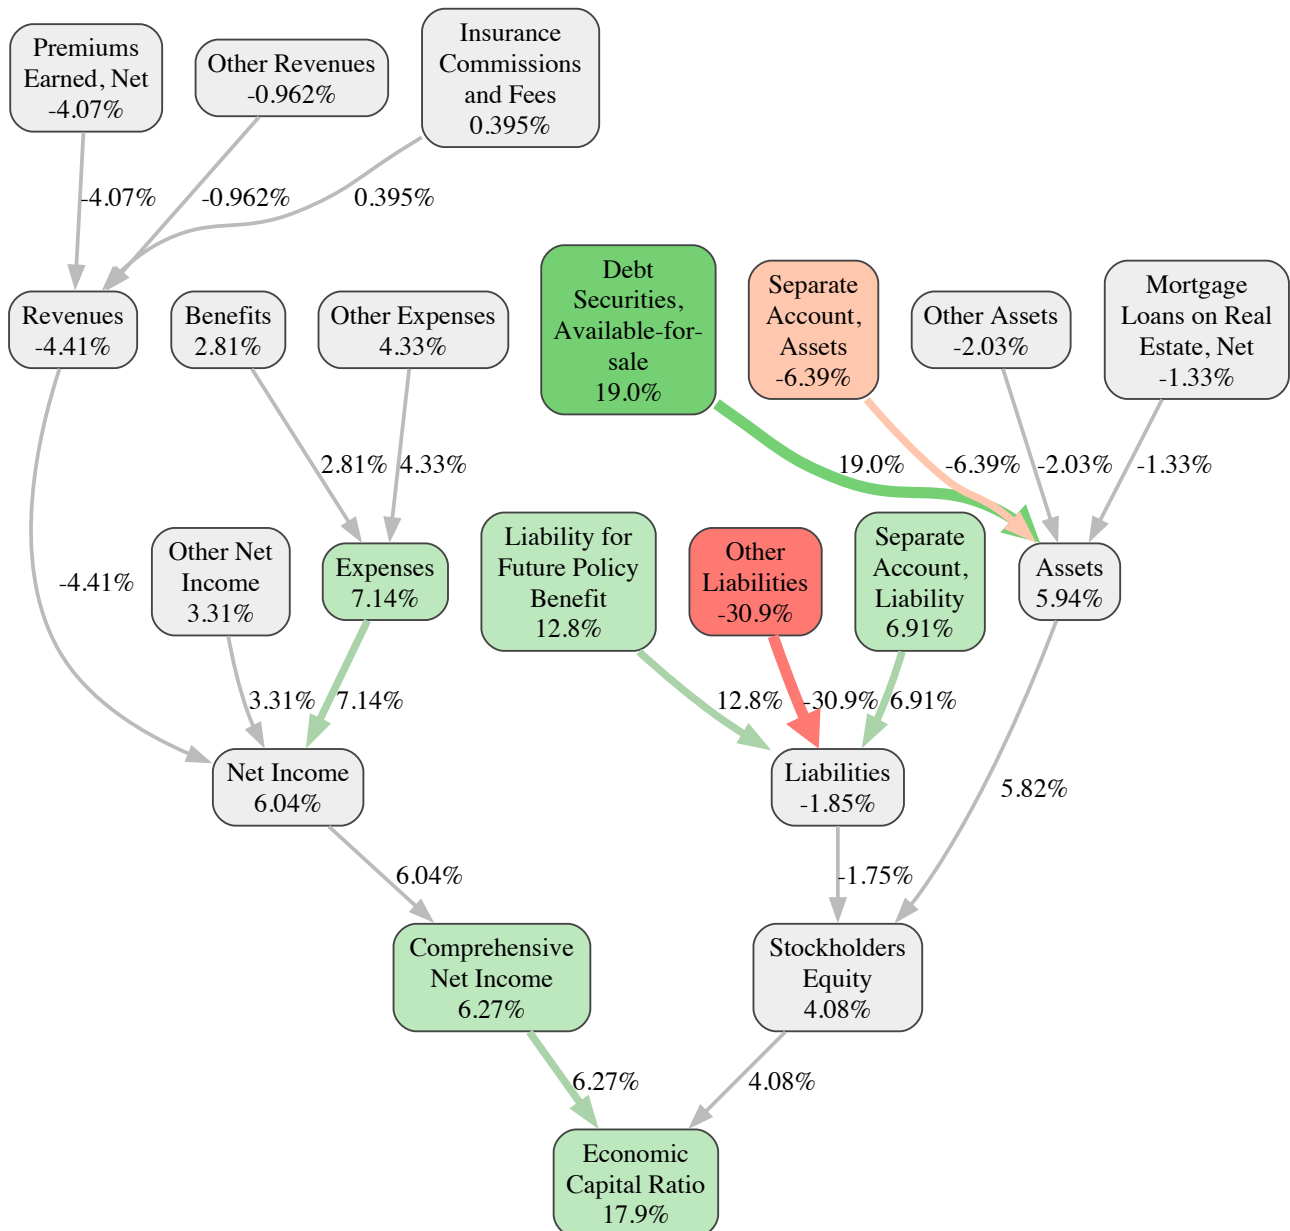 Premiums
Earned, Net
-4.07%
Other Revenues
-0.962%
Insurance
Commissions
and Fees
0.395%
-4.07%
-0.962%
0.395%
Revenues
-4.41%
Benefits
2.81%
Other Expenses
4.33%
Debt
Securities,
Available-for-
sale
19.0%
Separate
Account,
Assets
-6.39%
Other Assets
-2.03%
Mortgage
Loans on Real
Estate, Net
-1.33%
2.81%
4.33%
19.0%
-6.39%
-2.03%
-1.33%
Other Net
Income
3.31%
Expenses
7.14%
Liability for
Future Policy
Benefit
12.8%
Other
Liabilities
-30.9%
Separate
Account,
Liability
6.91%
Assets
5.94%
-4.41%
3.31%
7.14%
12.8%
-30.9%
6.91%
Net Income
6.04%
Liabilities
-1.85%
5.82%
6.04%
-1.75%
Comprehensive
Net Income
6.27%
Stockholders
Equity
4.08%
6.27%
4.08%
Economic
Capital Ratio
17.9%